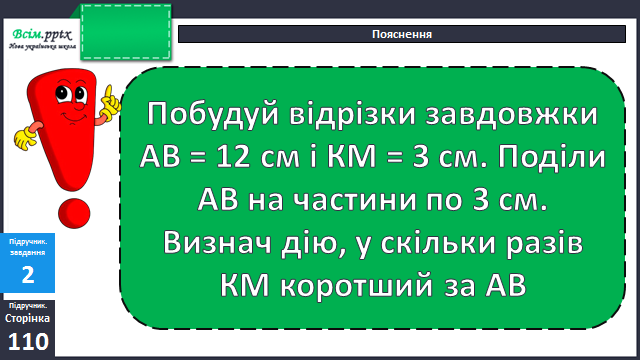 Всім.pptx
Нова українська школа
Пояснення
Побудуй відрізки завдовжки
АВ = 12 см і КМ = 3 см. Поділи
АВ на частини по 3 см.
Визнач дію, у скільки разів
КМ коротший за АВ
Підручник.
завдання
2
Підручник.
Сторінка
110